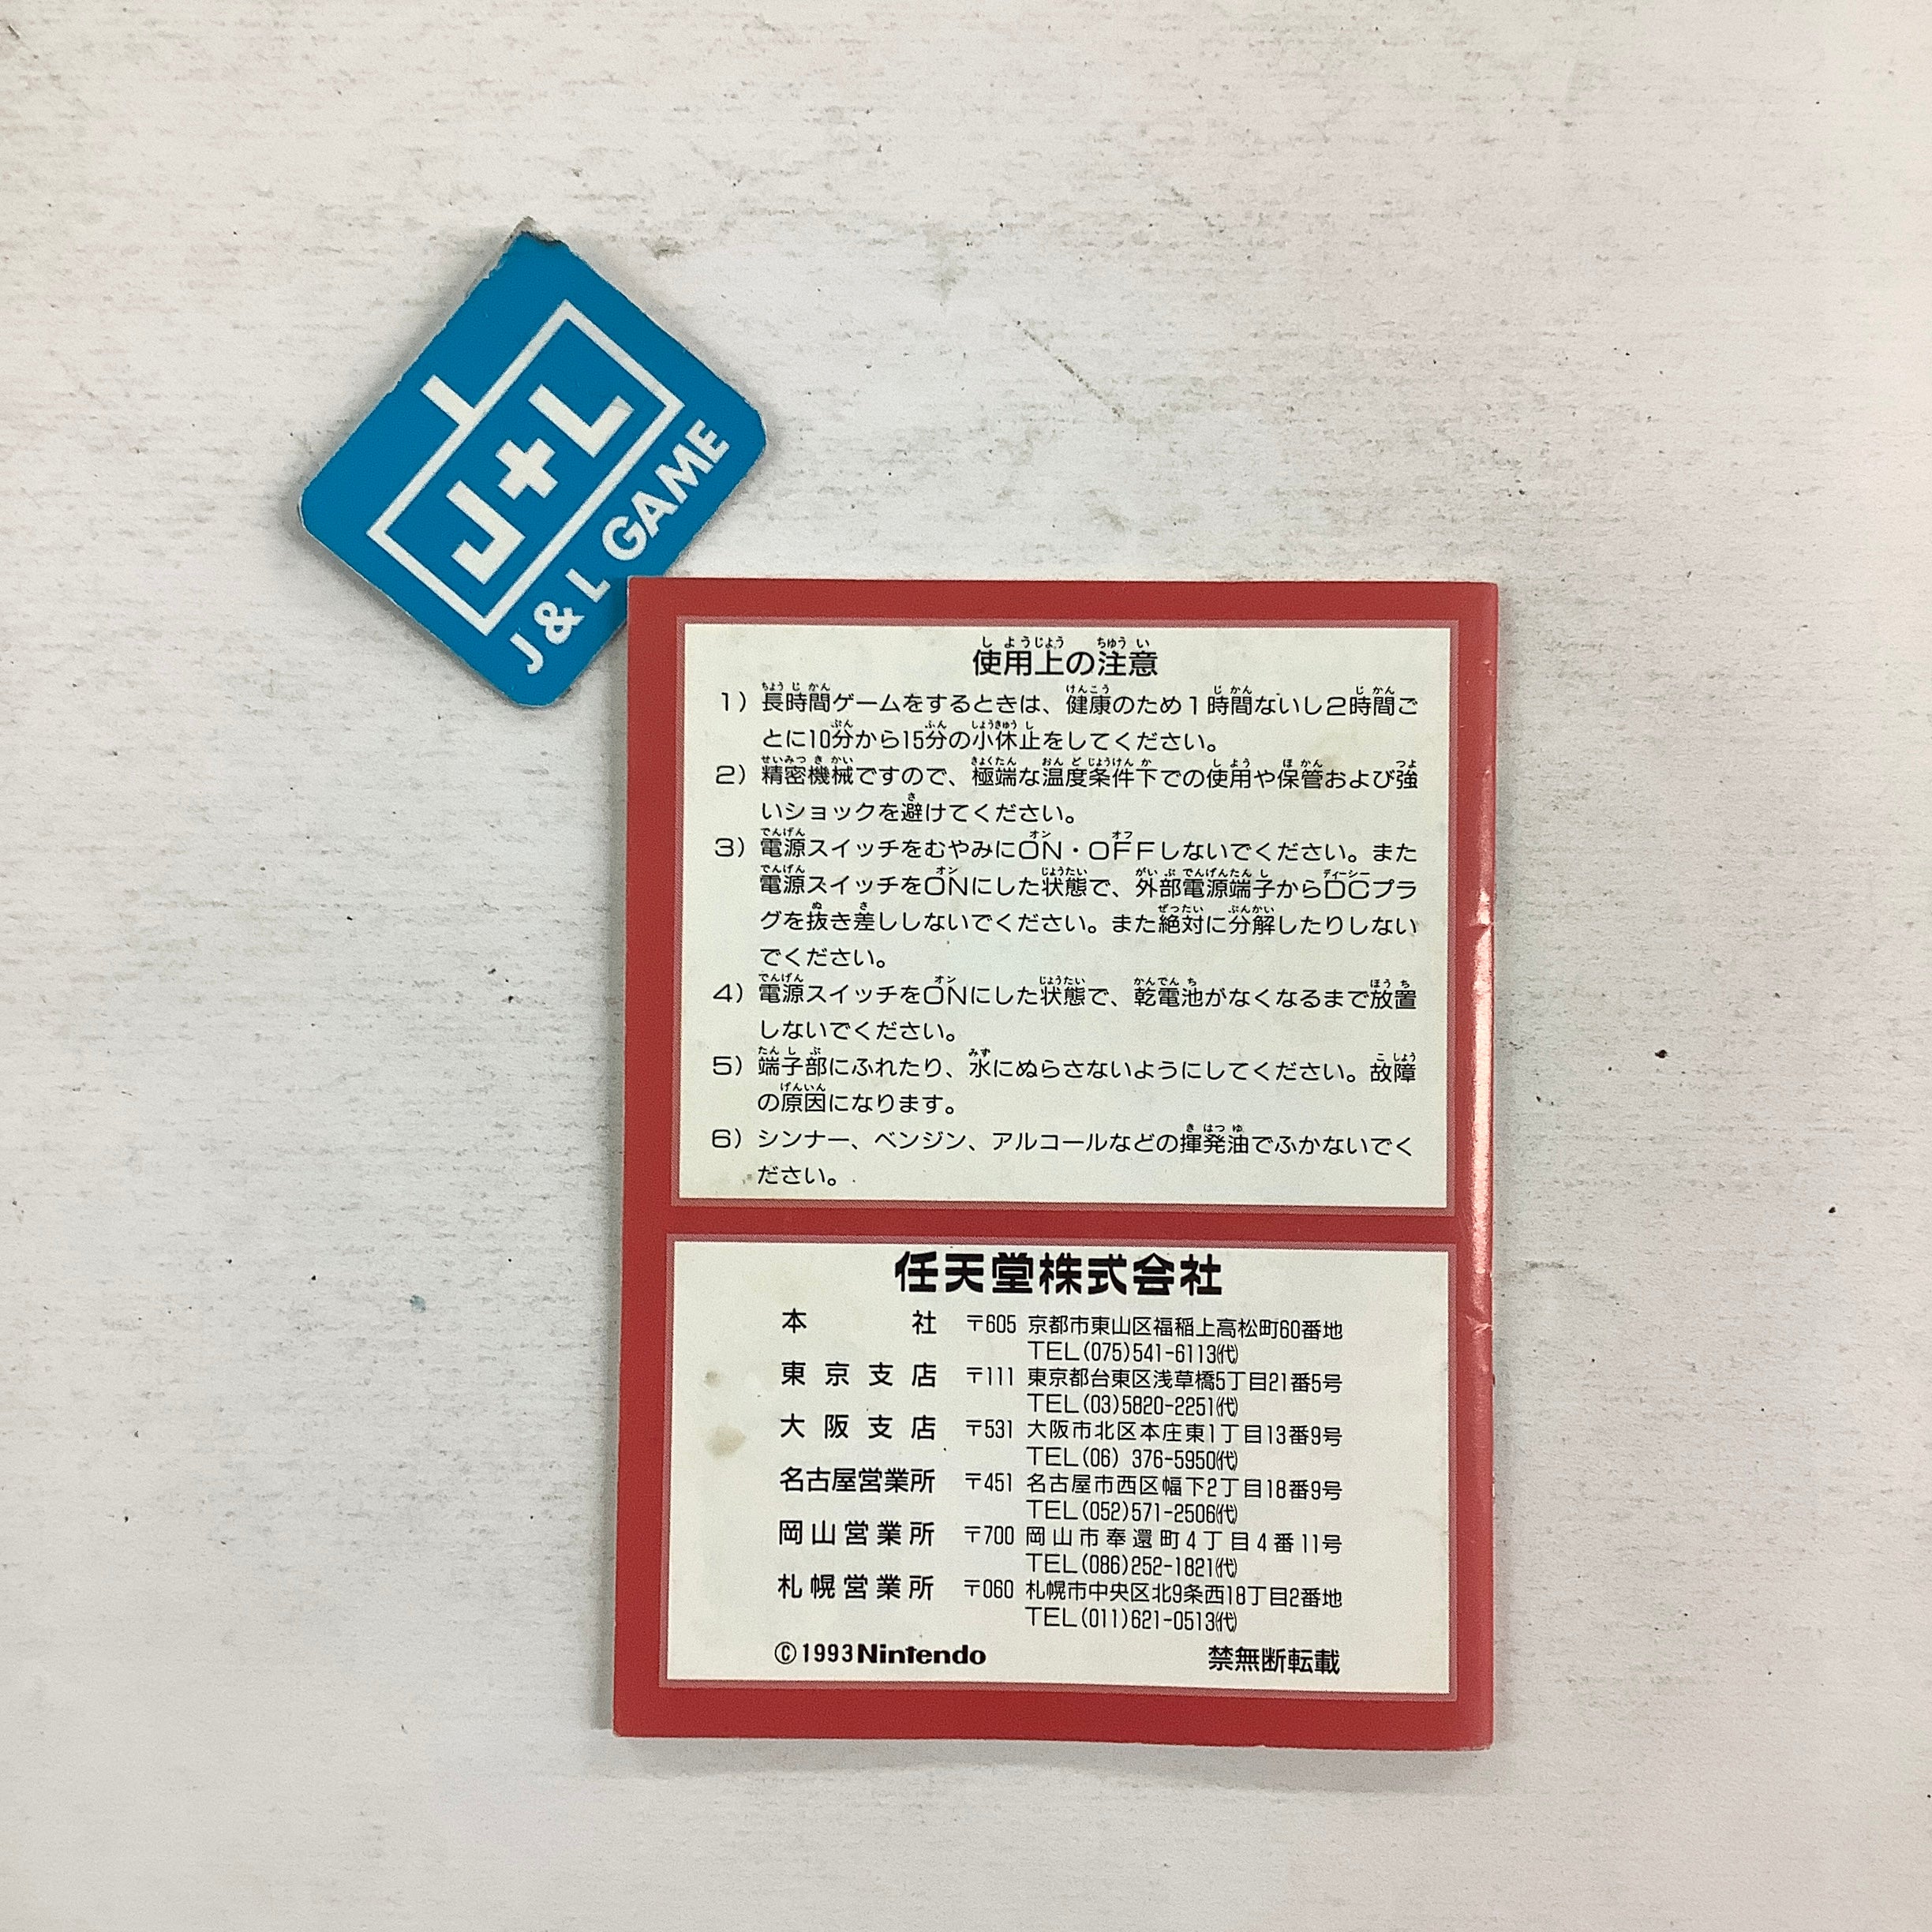 J+L
J & L GAME
使用上の注意
1) 長時間ゲームをするときは、健康のため1時間ないし2時間ご
とに10分から15分の小休止をしてください。
2) 精密機械ですので、極端な温度条件下での使用や保管および強
いショックを避けてください。
3) 電源スイッチをむやみにON・OFFしないでください。また
電源スイッチをONにした状態で、外部電源端子からDCプラ
グを抜き差ししないでください。また絶対に分解したりしない
でください。
4) 電源スイッチをONにした状態で、乾電池がなくなるまで放置
しないでください。
5) 端子部にふれたり、水にぬらさないようにしてください。故障
の原因になります。
6) シンナー、ベンジン、アルコールなどの揮発油でふかないでく
ださい。
任天堂株式会社
本社 〒605 京都市東山区福稲上高松町60番地
TEL(075)541-6113(代)
東京支店 〒111 東京都台東区浅草橋5丁目21番5号
TEL(03)5820-2251(代)
大阪支店 〒531 大阪市北区本庄東1丁目13番9号
TEL(06) 376-5950(代)
名古屋営業所 〒451 名古屋市西区幅下2丁目18番9号
TEL(052)571-2506(代)
岡山営業所 〒700 岡山市奉還町4丁目4番11号
TEL(086)252-1821(代)
札幌営業所 〒060 札幌市中央区北9条西18丁目2番地
TEL(011)621-0513(代)
©1993 Nintendo 禁無断転載